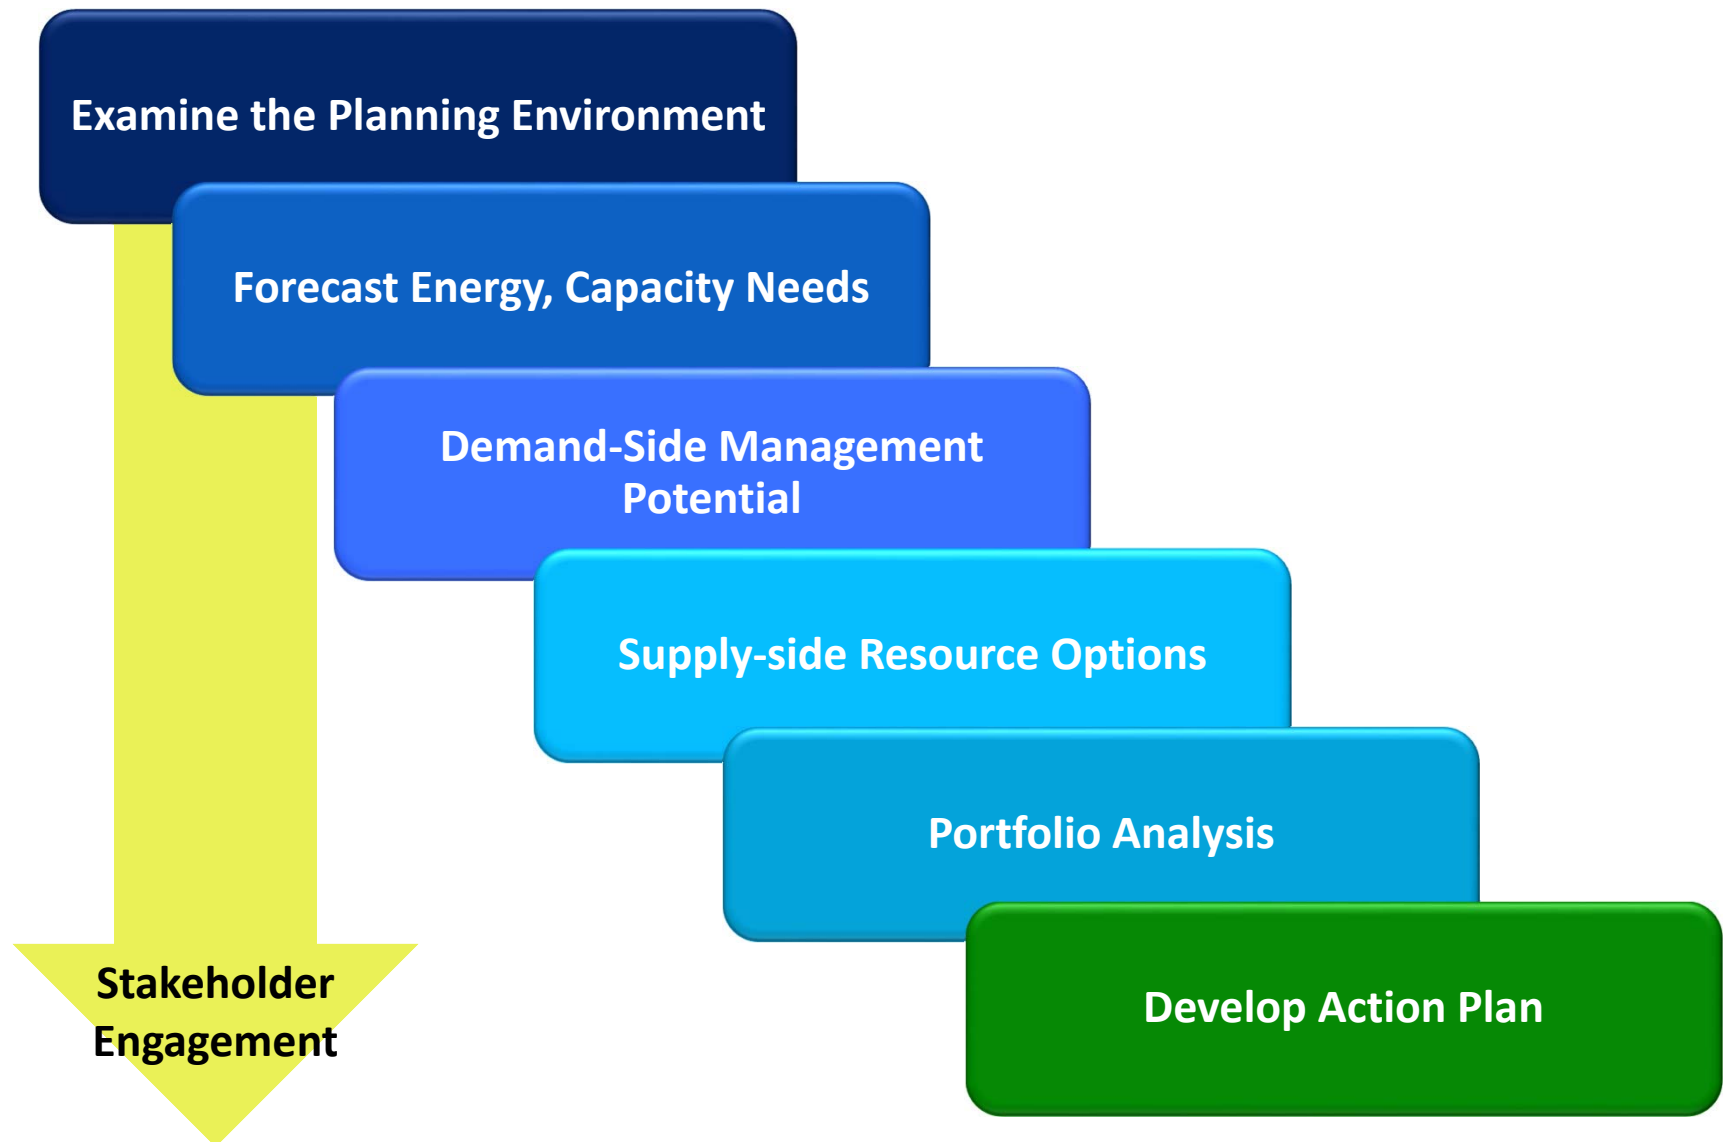 Examine the Planning Environment
Forecast Energy, Capacity Needs
Demand-Side Management
Potential
Supply-side Resource Options
Portfolio Analysis
Develop Action Plan
Stakeholder
Engagement